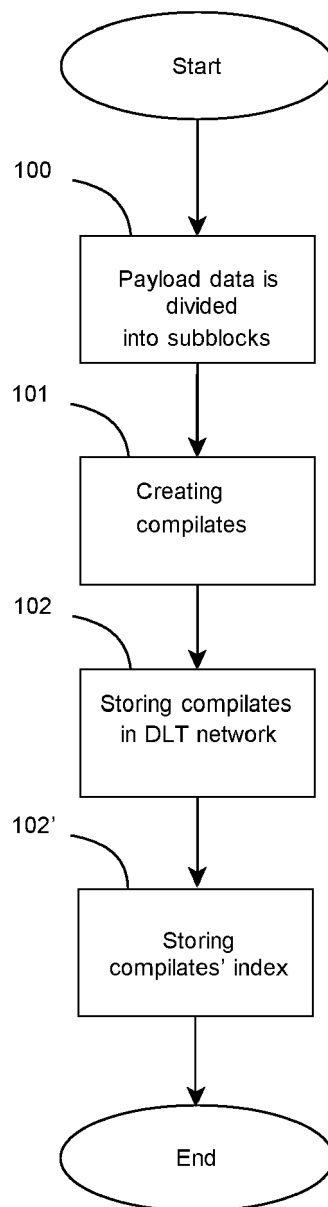 Start
100
Payload data is
divided
into subblocks
101
Creating
compilates
102
Storing compilates
in DLT network
102'
Storing
compilates' index
End